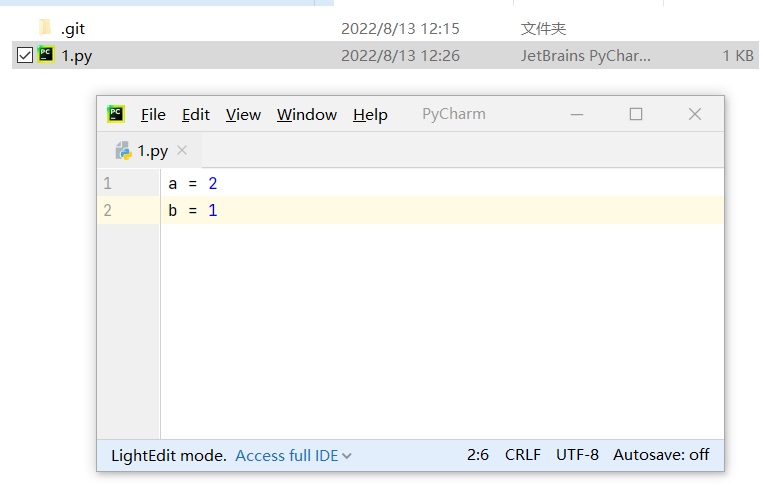 .git 2022/8/13 12:15 文件夹
1.py 2022/8/13 12:26 JetBrains PyChar... 1 KB
PC File Edit View Window Help PyCharm
1.py
1 a = 2
2 b = 1
LightEdit mode. Access full IDE 2:6 CRLF UTF-8 Autosave: off